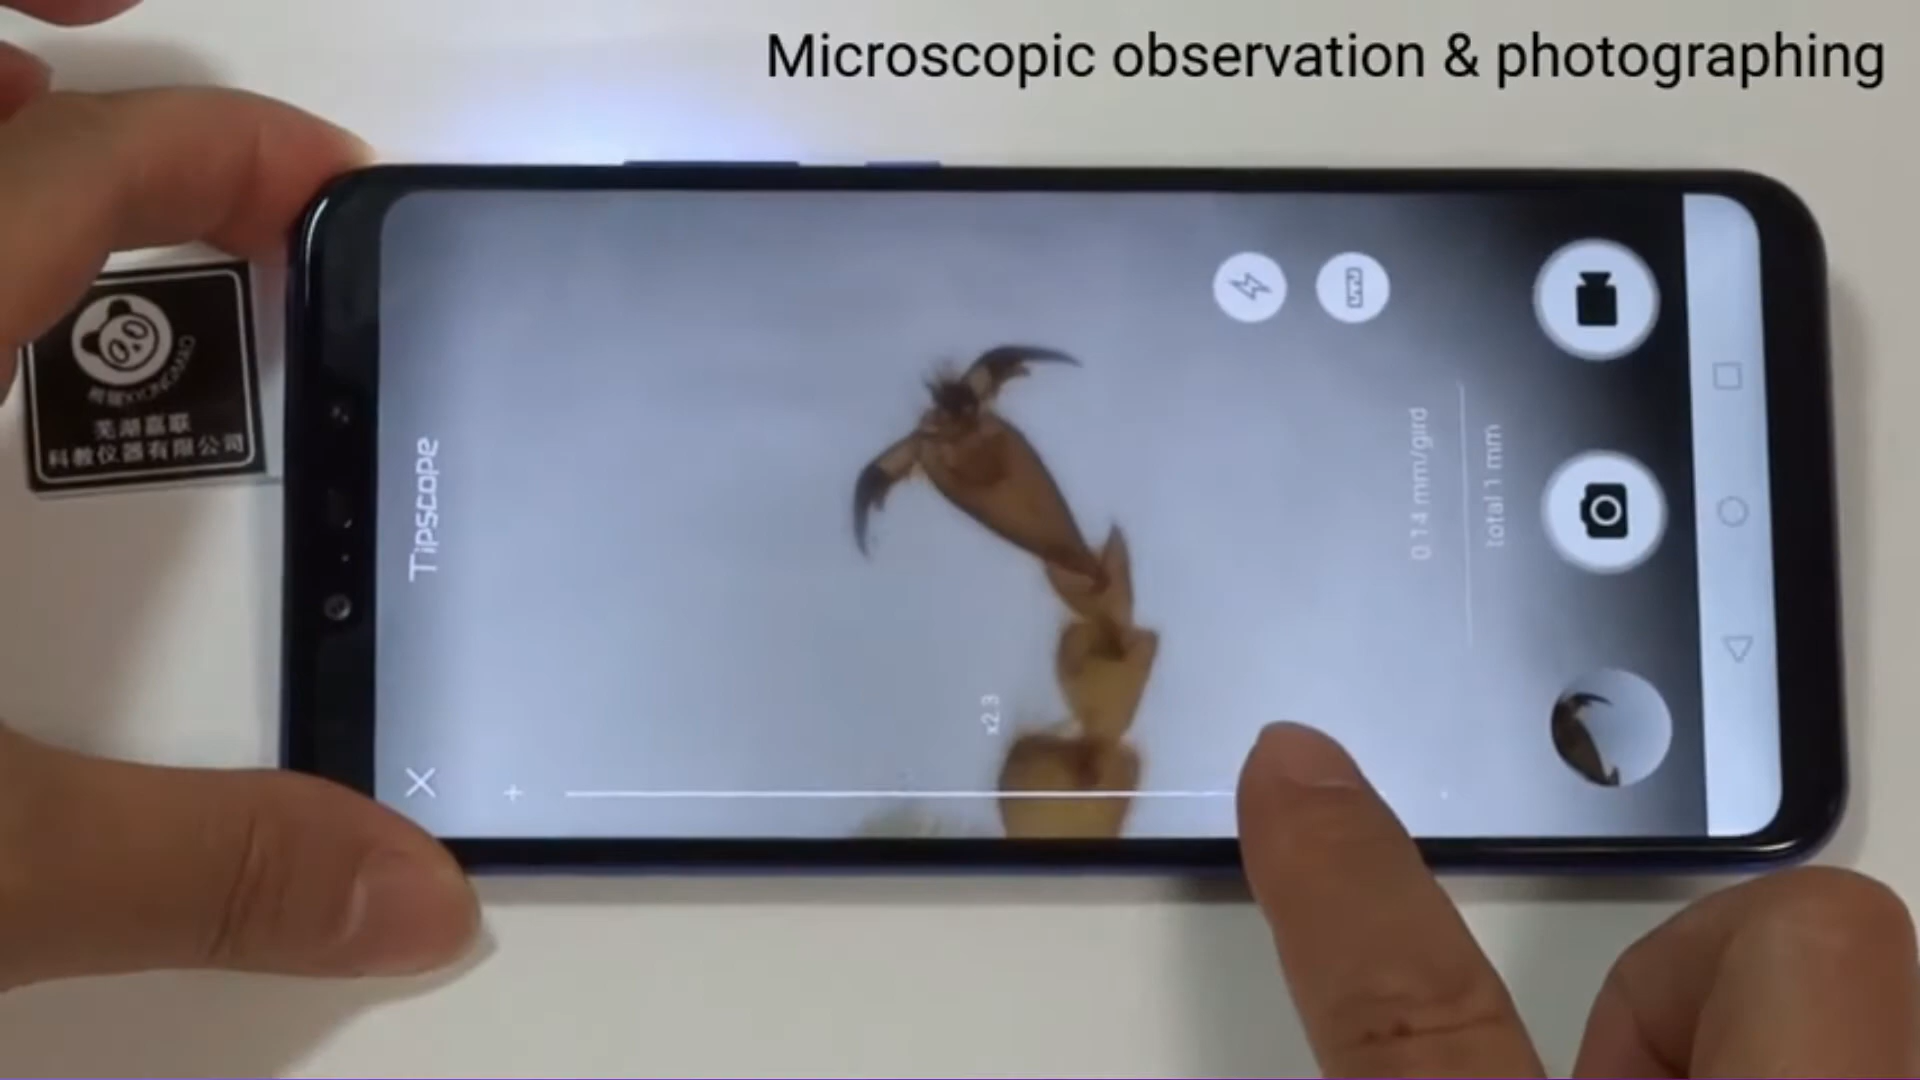 Microscopic observation & photographing
XIONGMAO
芜湖嘉联
科教仪器有限公司
Tipscope
x2.3
0.14 mm/gird
total 1 mm